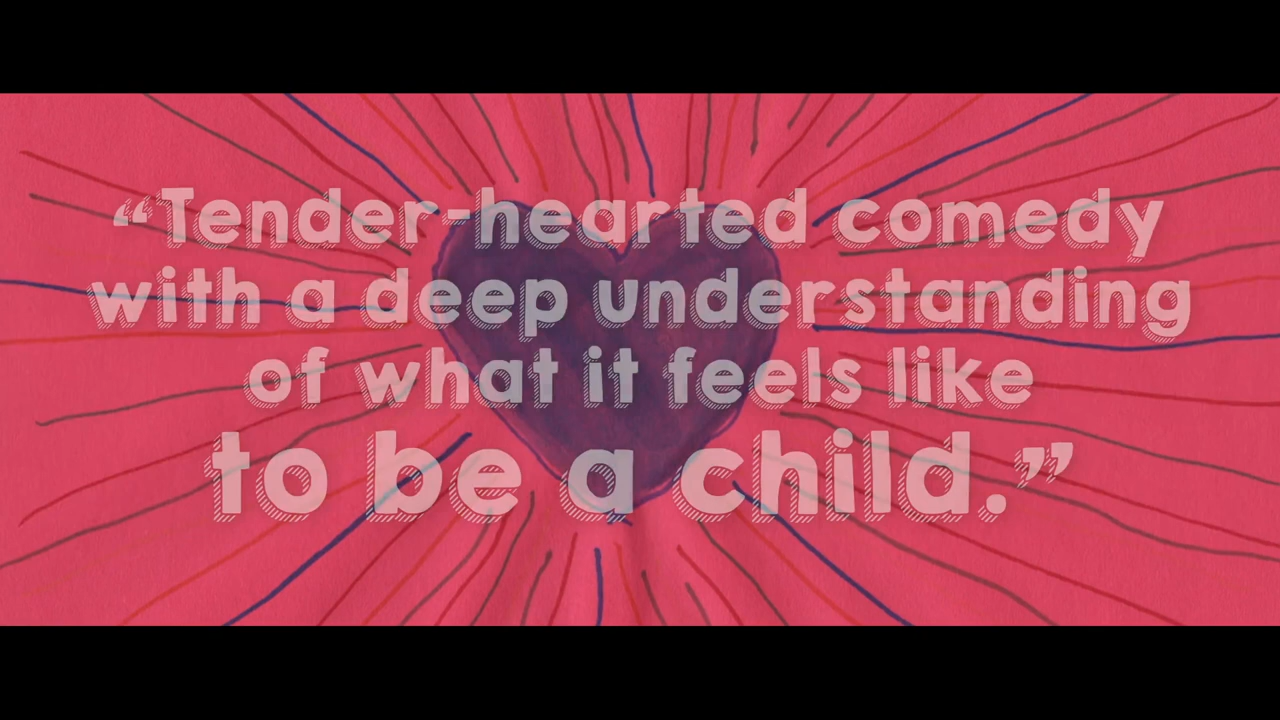 “Tender-hearted comedy
with a deep understanding
of what it feels like
to be a child.”